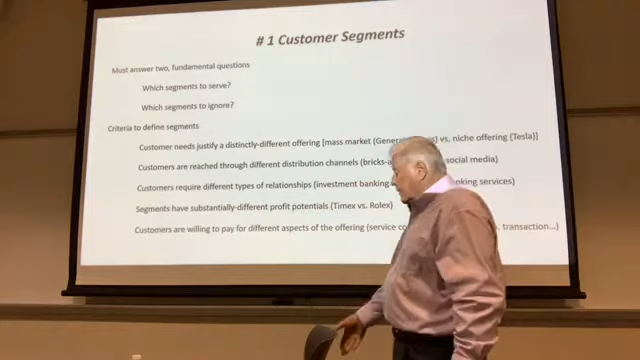 # 1 Customer Segments
Must answer two, fundamental questions
Which segments to serve?
Which segments to ignore?
Criteria to define segments
Customer needs justify a distinctly-different offering [mass market (Gener s] vs. niche offering (Tesla)]
Customers are reached through different distribution channels (bricks-a social media)
Customers require different types of relationships (investment banking nking services)
Segments have substantially-different profit potentials (Timex vs. Rolex)
Customers are willing to pay for different aspects of the offering (service co , transaction...)